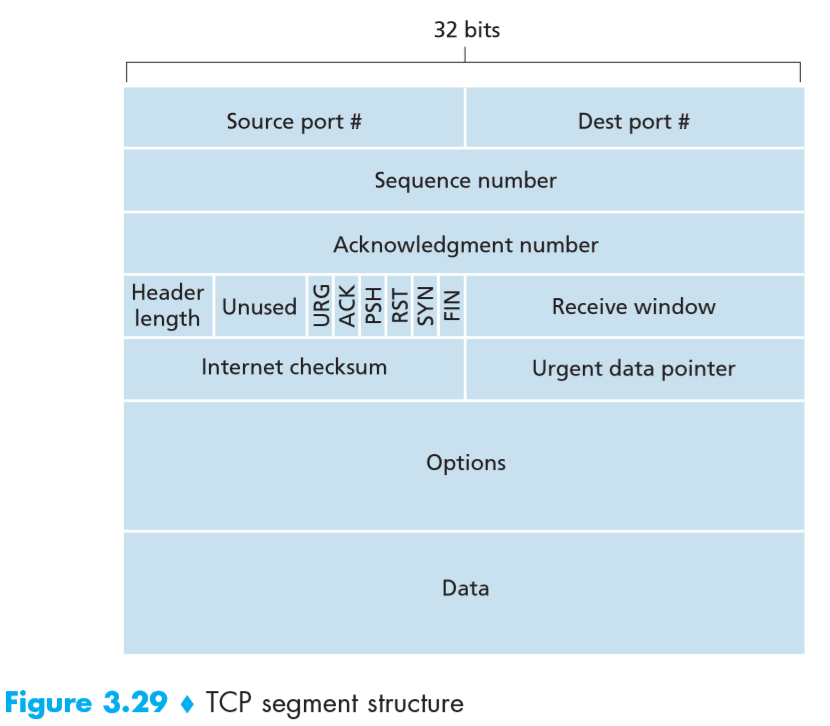 32 bits
Source port # Dest port #
Sequence number
Acknowledgment number
Header
length
Unused
URG
ACK
PSH
RST
SYN
FIN
Receive window
Internet checksum Urgent data pointer
Options
Data
Figure 3.29 ♦ TCP segment structure